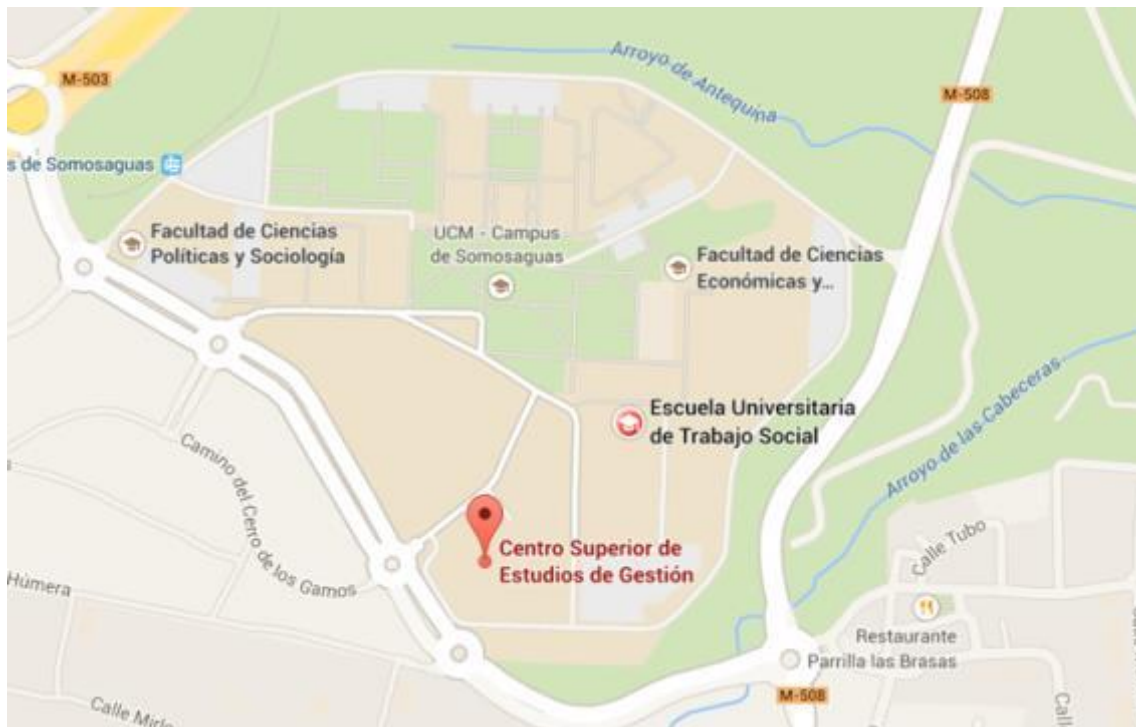 M-503
Arroyo de Antequina
M-508
s de Somosaguas
Facultad de Ciencias
Políticas y Sociología
UCM - Campus
de Somosaguas
Facultad de Ciencias
Económicas y...
Escuela Universitaria
de Trabajo Social
Arroyo de las Cabeceras
Camino del Cerro de los Gamos
Centro Superior de
Estudios de Gestión
Calle Tubo
Húmera
Restaurante
Parrilla las Brasas
M-508
Calle